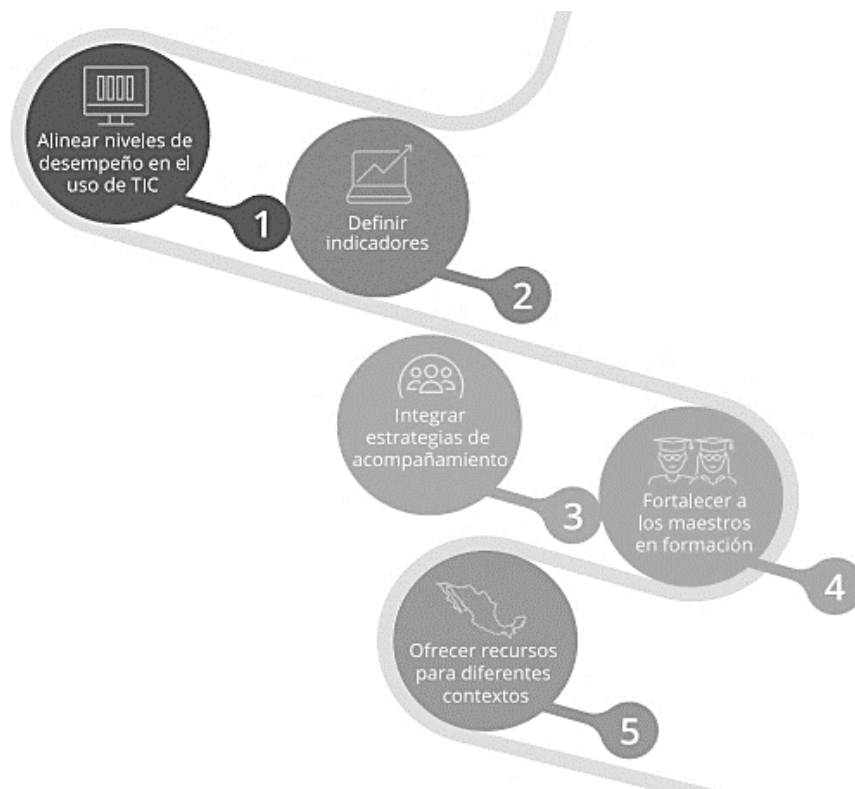 Alinear niveles de
desempeño en el
uso de TIC
1
Definir
indicadores
2
Integrar
estrategias de
acompañamiento
3
Fortalecer a
los maestros
en formación
4
Ofrecer recursos
para diferentes
contextos
5